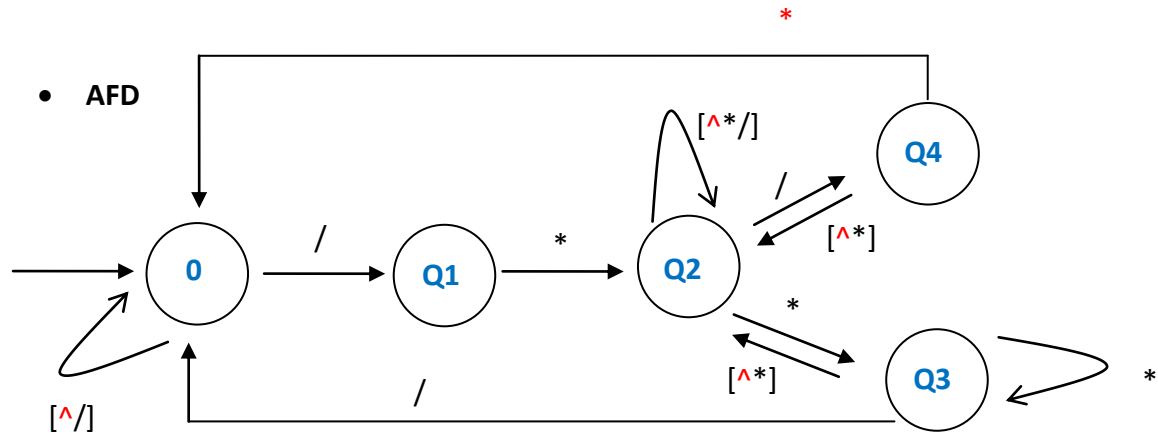 *
• AFD
[^*/]
Q4
/
[^*]
/
*
0
Q1
Q2
*
[^*]
Q3
*
/
[^/]